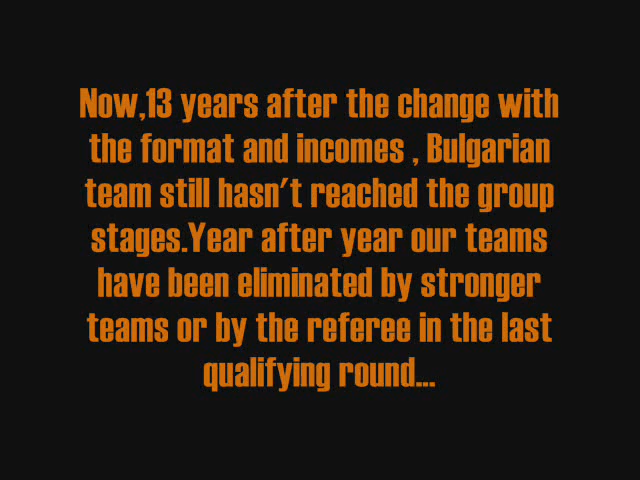 Now,13 years after the change with
the format and incomes , Bulgarian
team still hasn't reached the group
stages.Year after year our teams
have been eliminated by stronger
teams or by the referee in the last
qualifying round...